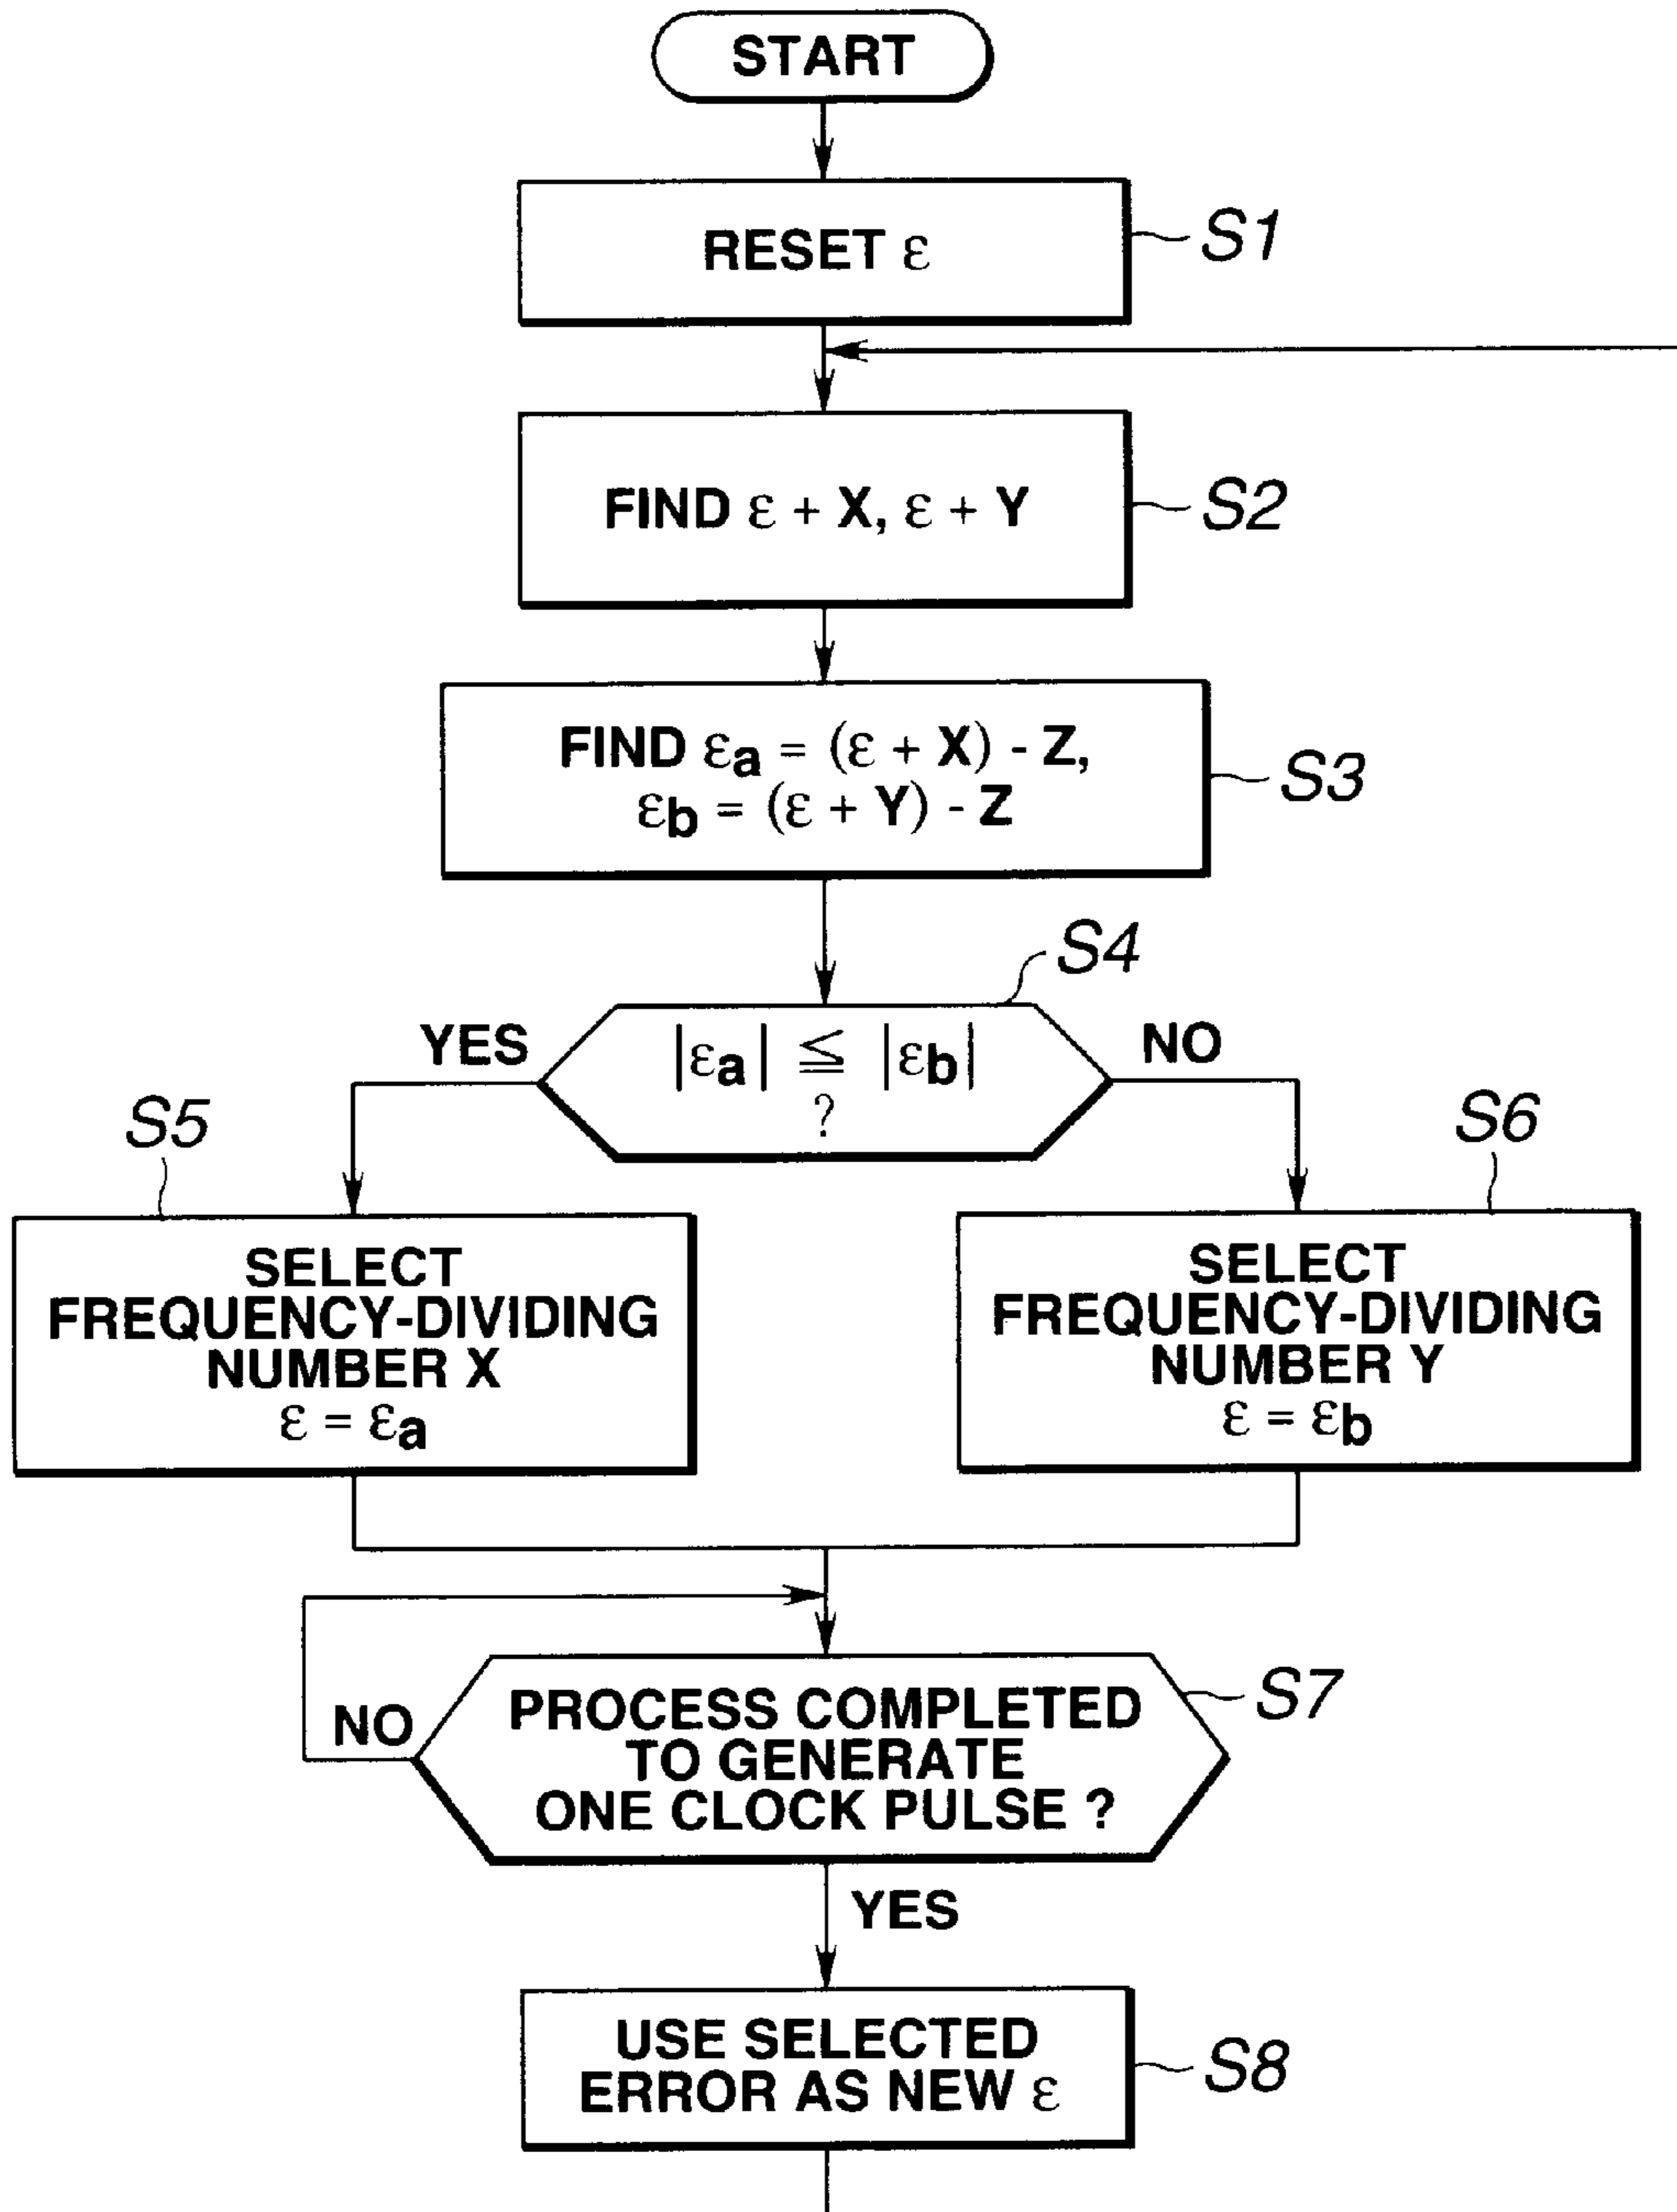 START
RESET ε
S1
FIND ε + X, ε + Y
S2
FIND εa = (ε + X) - Z,
εb = (ε + Y) - Z
S3
S4
YES
|εa| ≦ |εb|
?
NO
S5
S6
SELECT
FREQUENCY-DIVIDING
NUMBER X
ε = εa
SELECT
FREQUENCY-DIVIDING
NUMBER Y
ε = εb
S7
NO
PROCESS COMPLETED
TO GENERATE
ONE CLOCK PULSE ?
YES
USE SELECTED
ERROR AS NEW ε
S8